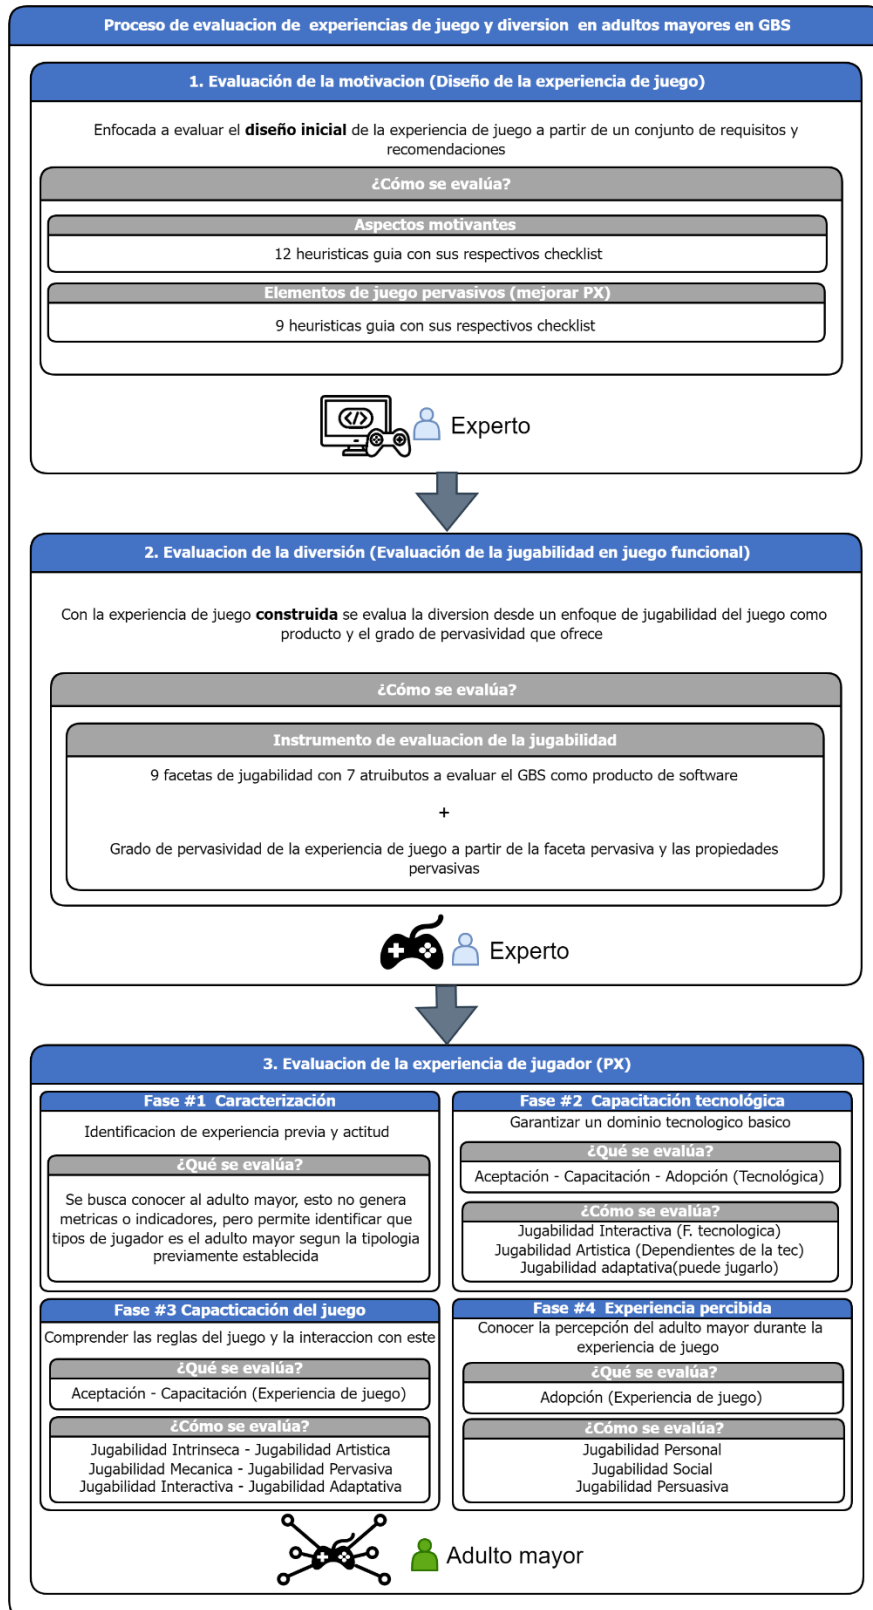 Proceso de evaluacion de  experiencias de juego y diversion  en adultos mayores en GBS
1. Evaluación de la motivacion (Diseño de la experiencia de juego)
Enfocada a evaluar el diseño inicial de la experiencia de juego a partir de un conjunto de requisitos y
recomendaciones
¿Cómo se evalúa?
Aspectos motivantes
12 heuristicas guia con sus respectivos checklist
Elementos de juego pervasivos (mejorar PX)
9 heuristicas guia con sus respectivos checklist
</>
Experto
2. Evaluacion de la diversión (Evaluación de la jugabilidad en juego funcional)
Con la experiencia de juego construida se evalua la diversion desde un enfoque de jugabilidad del juego como
producto y el grado de pervasividad que ofrece
¿Cómo se evalúa?
Instrumento de evaluacion de la jugabilidad
9 facetas de jugabilidad con 7 atruibutos a evaluar el GBS como producto de software
+
Grado de pervasividad de la experiencia de juego a partir de la faceta pervasiva y las propiedades
pervasivas
Experto
3. Evaluacion de la experiencia de jugador (PX)
Fase #1  Caracterización
Identificacion de experiencia previa y actitud
¿Qué se evalúa?
Se busca conocer al adulto mayor, esto no genera
metricas o indicadores, pero permite identificar que
tipos de jugador es el adulto mayor segun la tipologia
previamente establecida
Fase #2  Capacitación tecnológica
Garantizar un dominio tecnologico basico
¿Qué se evalúa?
Aceptación - Capacitación - Adopción (Tecnológica)
¿Cómo se evalúa?
Jugabilidad Interactiva (F. tecnologica)
Jugabilidad Artistica (Dependientes de la tec)
Jugabilidad adaptativa(puede jugarlo)
Fase #3 Capacticación del juego
Comprender las reglas del juego y la interaccion con este
¿Qué se evalúa?
Aceptación - Capacitación (Experiencia de juego)
¿Cómo se evalúa?
Jugabilidad Intrinseca - Jugabilidad Artistica
Jugabilidad Mecanica - Jugabilidad Pervasiva
Jugabilidad Interactiva - Jugabilidad Adaptativa
Fase #4  Experiencia percibida
Conocer la percepción del adulto mayor durante la
experiencia de juego
¿Qué se evalúa?
Adopción (Experiencia de juego)
¿Cómo se evalúa?
Jugabilidad Personal
Jugabilidad Social
Jugabilidad Persuasiva
Adulto mayor